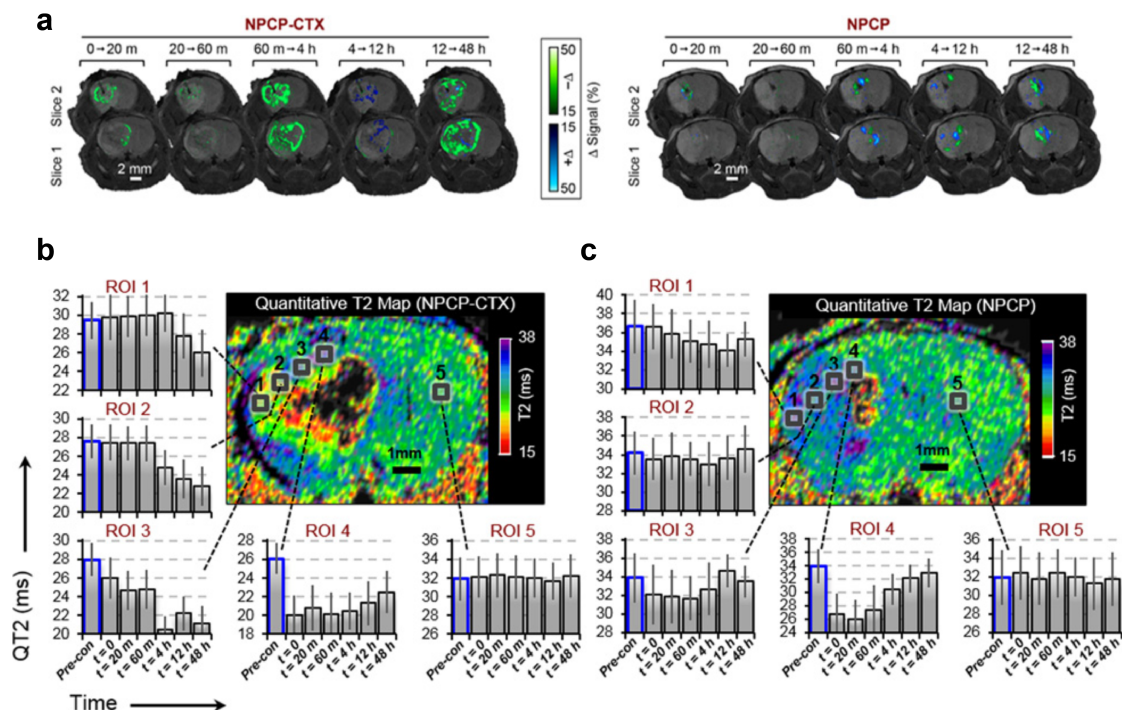 a
NPCP-CTX
0→20 m 20→60 m 60 m→4 h 4→12 h 12→48 h
Slice 2
Slice 1
2 mm
50
-Δ
15
15
+Δ
50
Δ Signal (%)
NPCP
0→20 m 20→60 m 60 m→4 h 4→12 h 12→48 h
Slice 2
Slice 1
2 mm
b
ROI 1
32
30
28
26
24
22
ROI 2
30
28
26
24
22
20
ROI 3
30
28
26
24
22
20
Quantitative T2 Map (NPCP-CTX)
1 2 3 4 5
38
T2 (ms)
15
1mm
ROI 4
28
26
24
22
20
18
ROI 5
36
34
32
30
28
26
Pre-con t = 0 t = 20 m t = 60 m t = 4 h t = 12 h t = 48 h
Pre-con t = 0 t = 20 m t = 60 m t = 4 h t = 12 h t = 48 h
Pre-con t = 0 t = 20 m t = 60 m t = 4 h t = 12 h t = 48 h
QT2 (ms)
Time
c
ROI 1
40
38
36
34
32
30
ROI 2
38
36
34
32
30
28
ROI 3
38
36
34
32
30
28
Quantitative T2 Map (NPCP)
1 2 3 4 5
38
T2 (ms)
15
1mm
ROI 4
38
36
34
32
30
28
26
24
ROI 5
36
34
32
30
28
26
Pre-con t = 0 t = 20 m t = 60 m t = 4 h t = 12 h t = 48 h
Pre-con t = 0 t = 20 m t = 60 m t = 4 h t = 12 h t = 48 h
Pre-con t = 0 t = 20 m t = 60 m t = 4 h t = 12 h t = 48 h